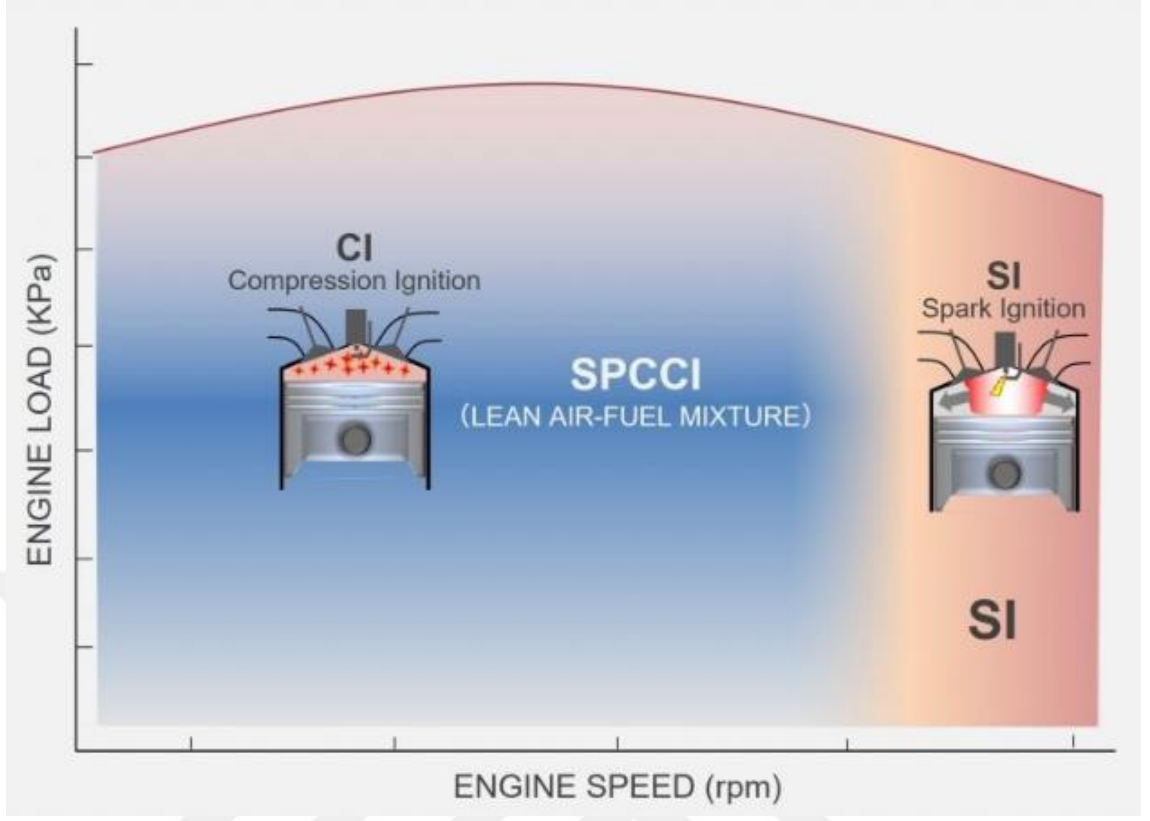 CI
Compression Ignition
SI
Spark Ignition
SPCCI
(LEAN AIR-FUEL MIXTURE)
SI
ENGINE LOAD (KPa)
ENGINE SPEED (rpm)